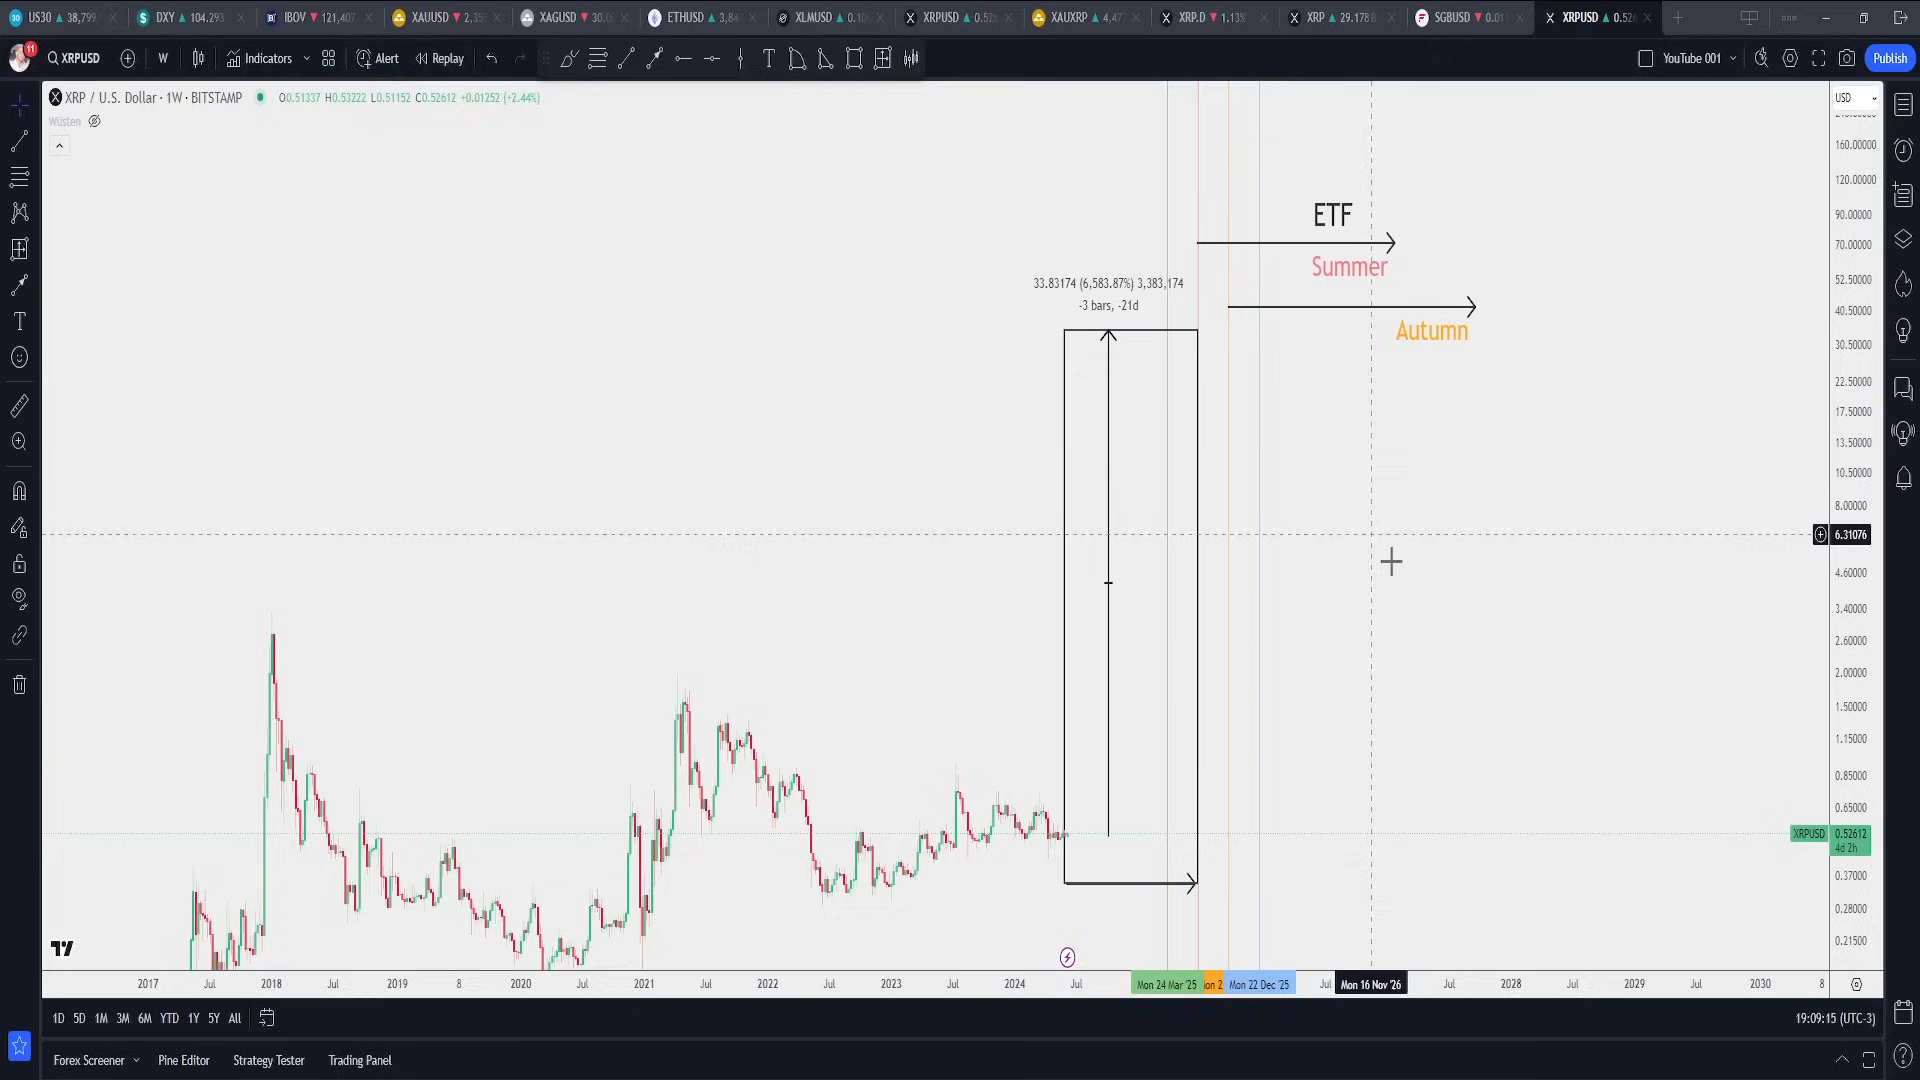 30 US30 38,799
$ DXY 104.293
IBOV 121,407
XAUUSD 2,35
XAGUSD 30.0
ETHUSD 3,84
XLMUSD 0.10
XRPUSD 0.52
XAUXRP 4,47
XRP.D 1.13%
XRP 29.178B
SGBUSD 0.01
XRPUSD 0.526
11
XRPUSD
W
Indicators
Alert
Replay
YouTube 001
Publish
XRP / U.S. Dollar · 1W · BITSTAMP
O0.51337 H0.53222 L0.51152 C0.52612 +0.01252 (+2.44%)
Wüsten
USD
160.00000
120.00000
90.00000
70.00000
52.50000
40.50000
30.50000
22.50000
17.50000
13.50000
10.50000
8.00000
6.31076
4.60000
3.40000
2.60000
2.00000
1.50000
1.15000
0.85000
0.65000
XRPUSD 0.52612
4d 2h
0.37000
0.28000
0.21500
ETF
Summer
Autumn
33.83174 (6,583.87%) 3,383,174
-3 bars, -21d
2017 Jul 2018 Jul 2019 8 2020 Jul 2021 Jul 2022 Jul 2023 Jul 2024 Jul Mon 24 Mar '25 on 2 Mon 22 Dec '25 Jul Mon 16 Nov '26 Jul 2028 Jul 2029 Jul 2030 8
1D 5D 1M 3M 6M YTD 1Y 5Y All
19:09:15 (UTC-3)
Forex Screener Pine Editor Strategy Tester Trading Panel